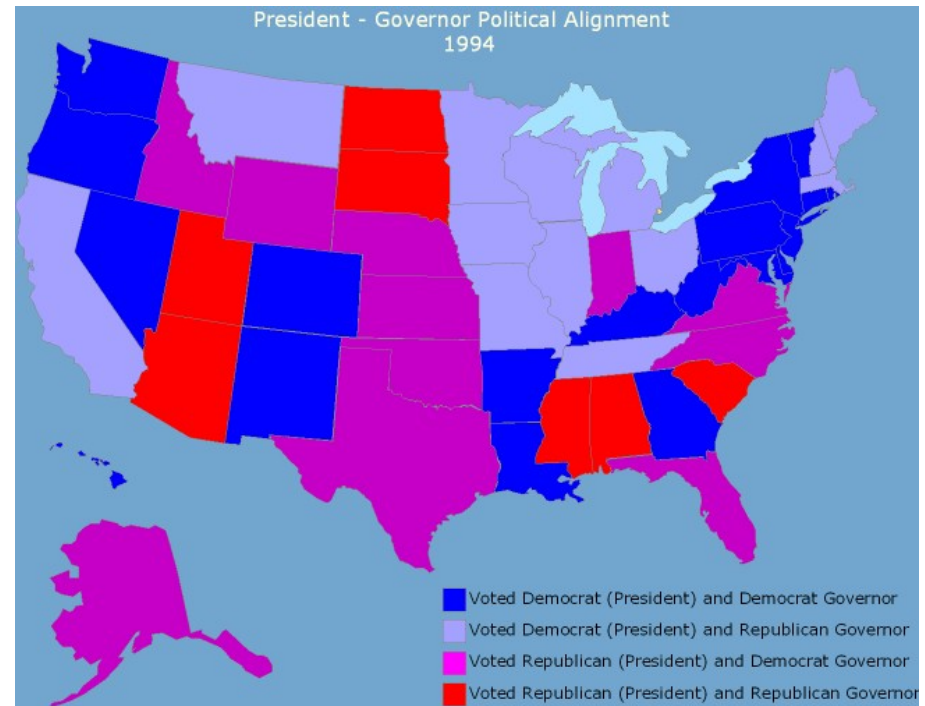 President - Governor Political Alignment
1994
Voted Democrat (President) and Democrat Governor
Voted Democrat (President) and Republican Governor
Voted Republican (President) and Democrat Governor
Voted Republican (President) and Republican Governor